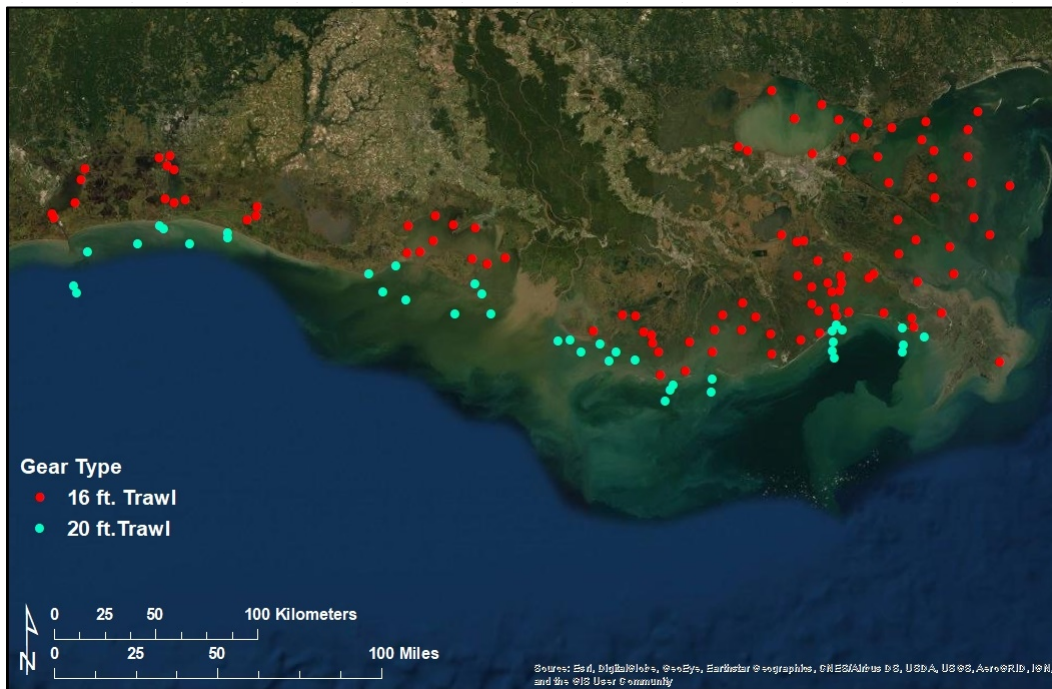 Gear Type
16 ft. Trawl
20 ft.Trawl
0 25 50 100 Kilometers
0 25 50 100 Miles
N
Source: Esri, DigitalGlobe, GeoEye, Earthstar Geographics, CNES/Airbus DS, USDA, USGS, AeroGRID, IGN,
and the GIS User Community